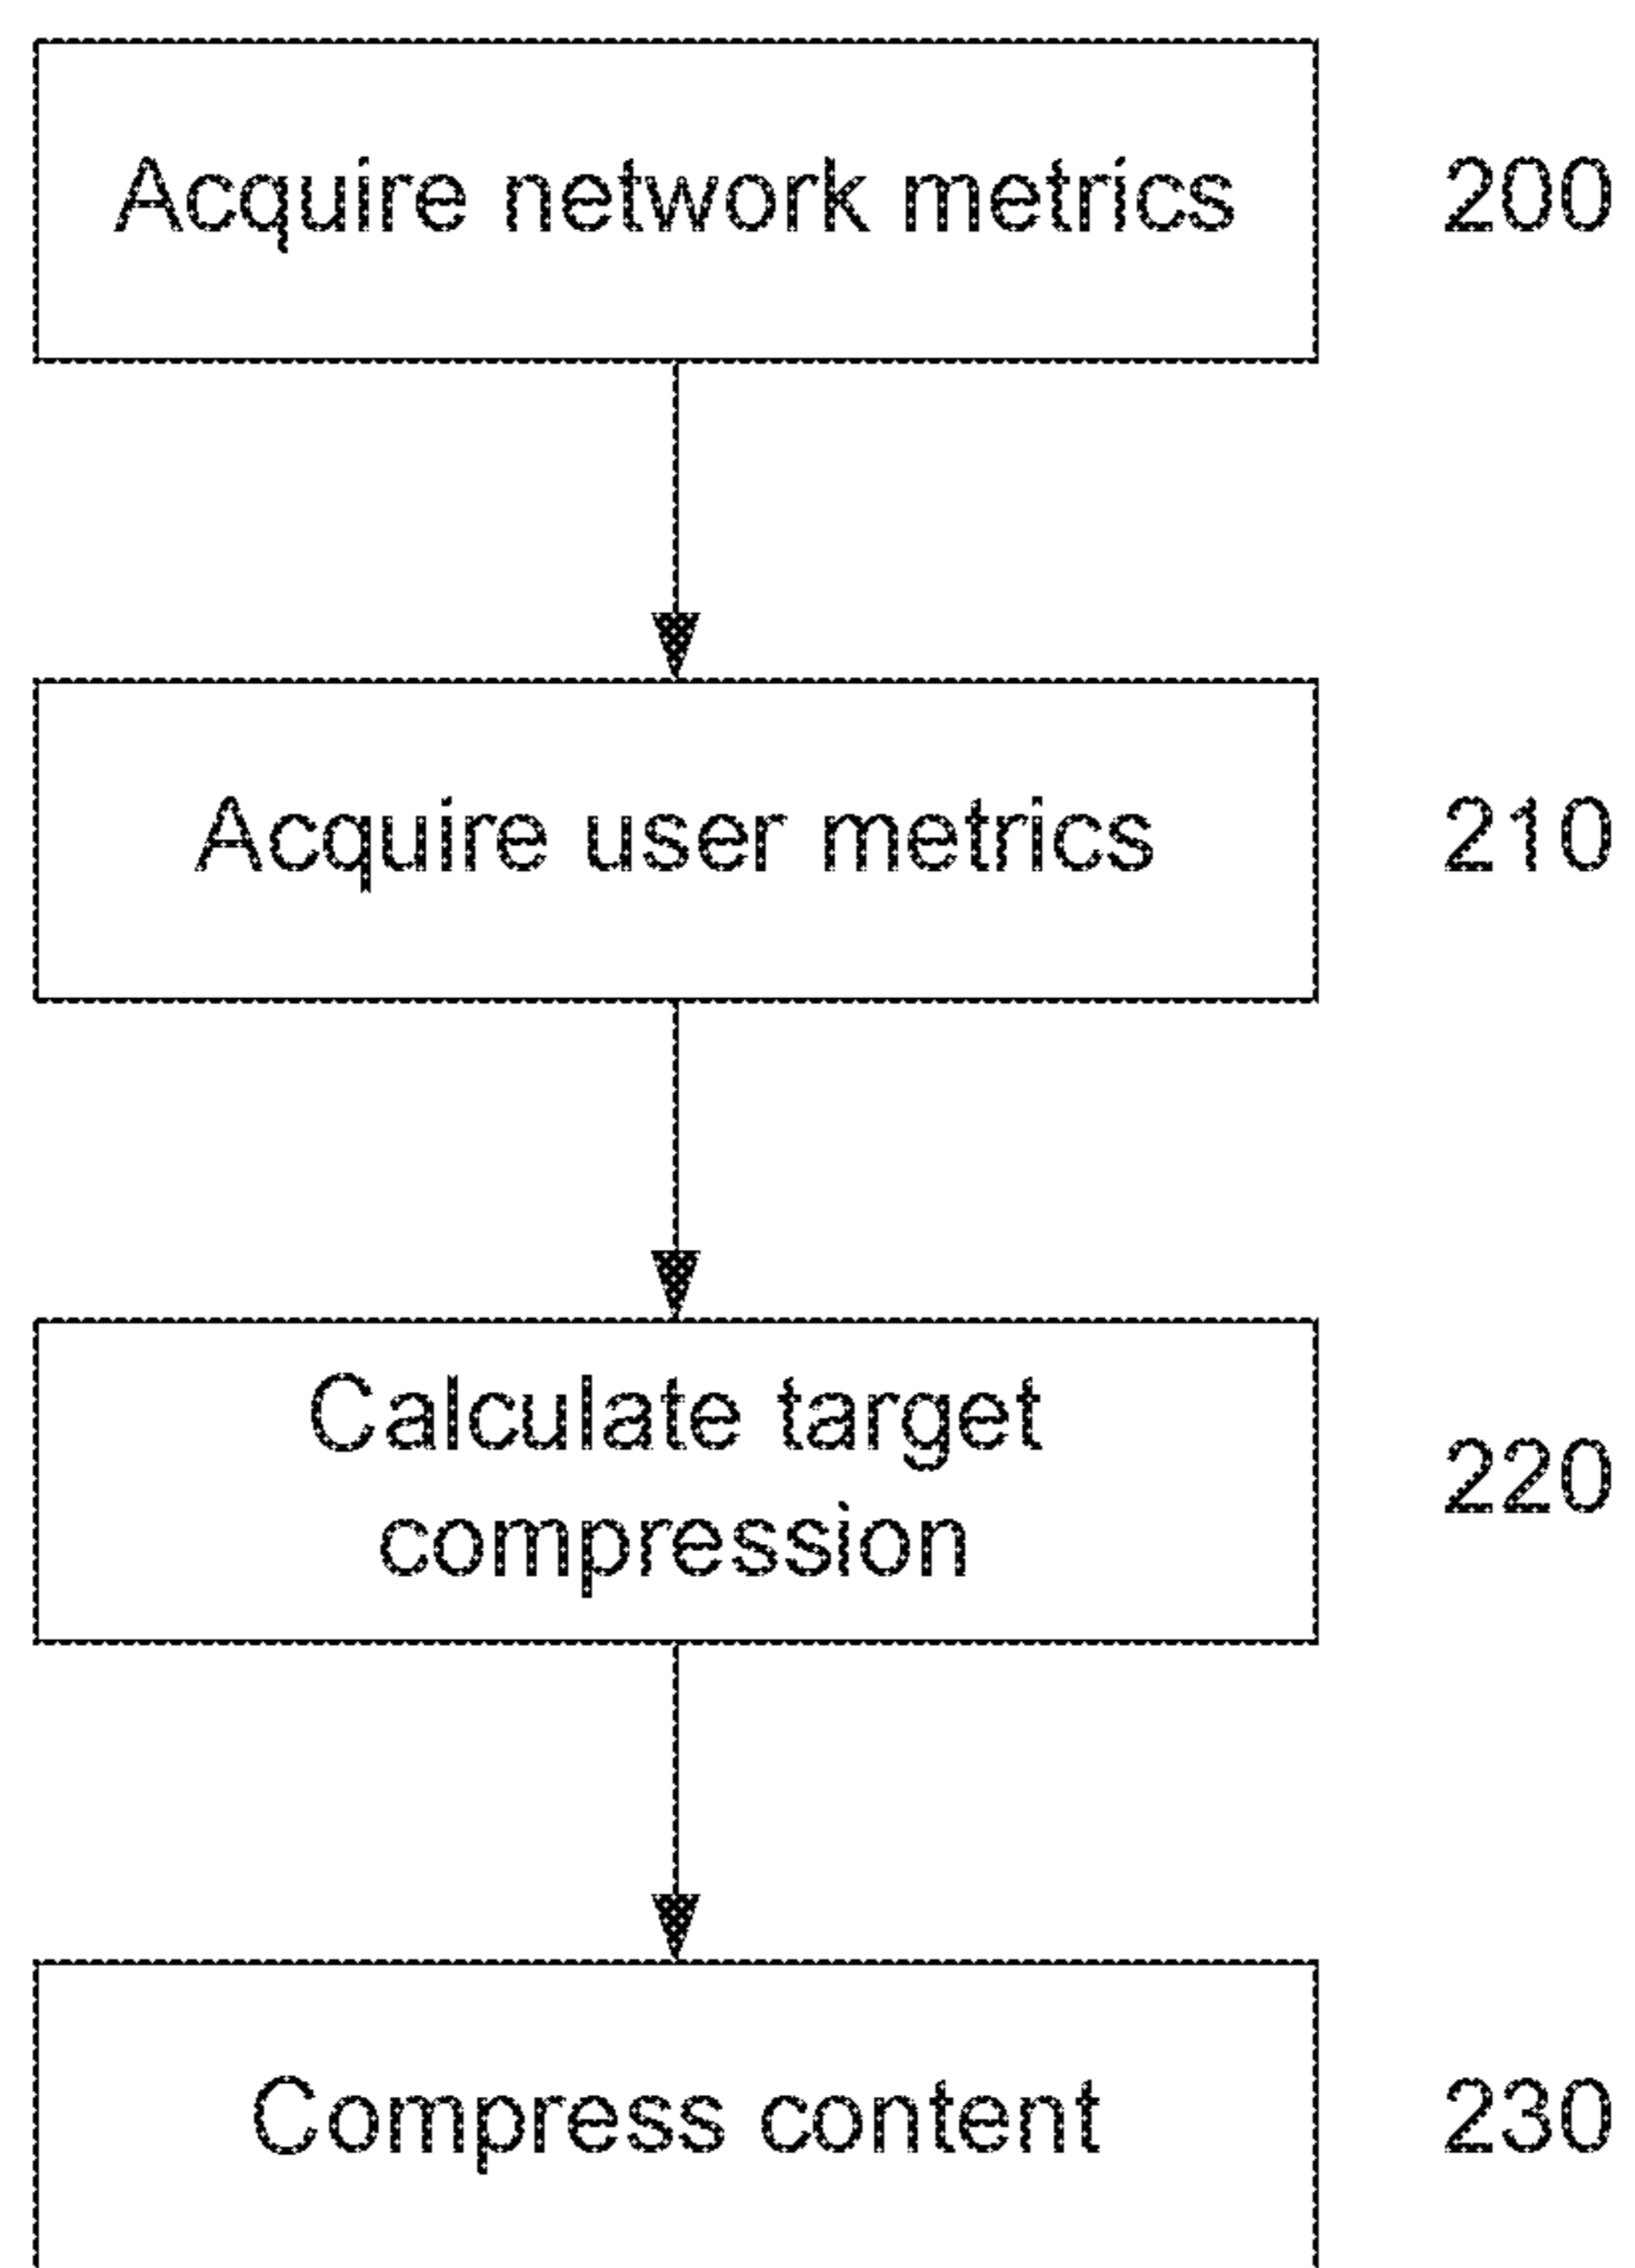 Acquire network metrics 200
Acquire user metrics 210
Calculate target
compression 220
Compress content 230